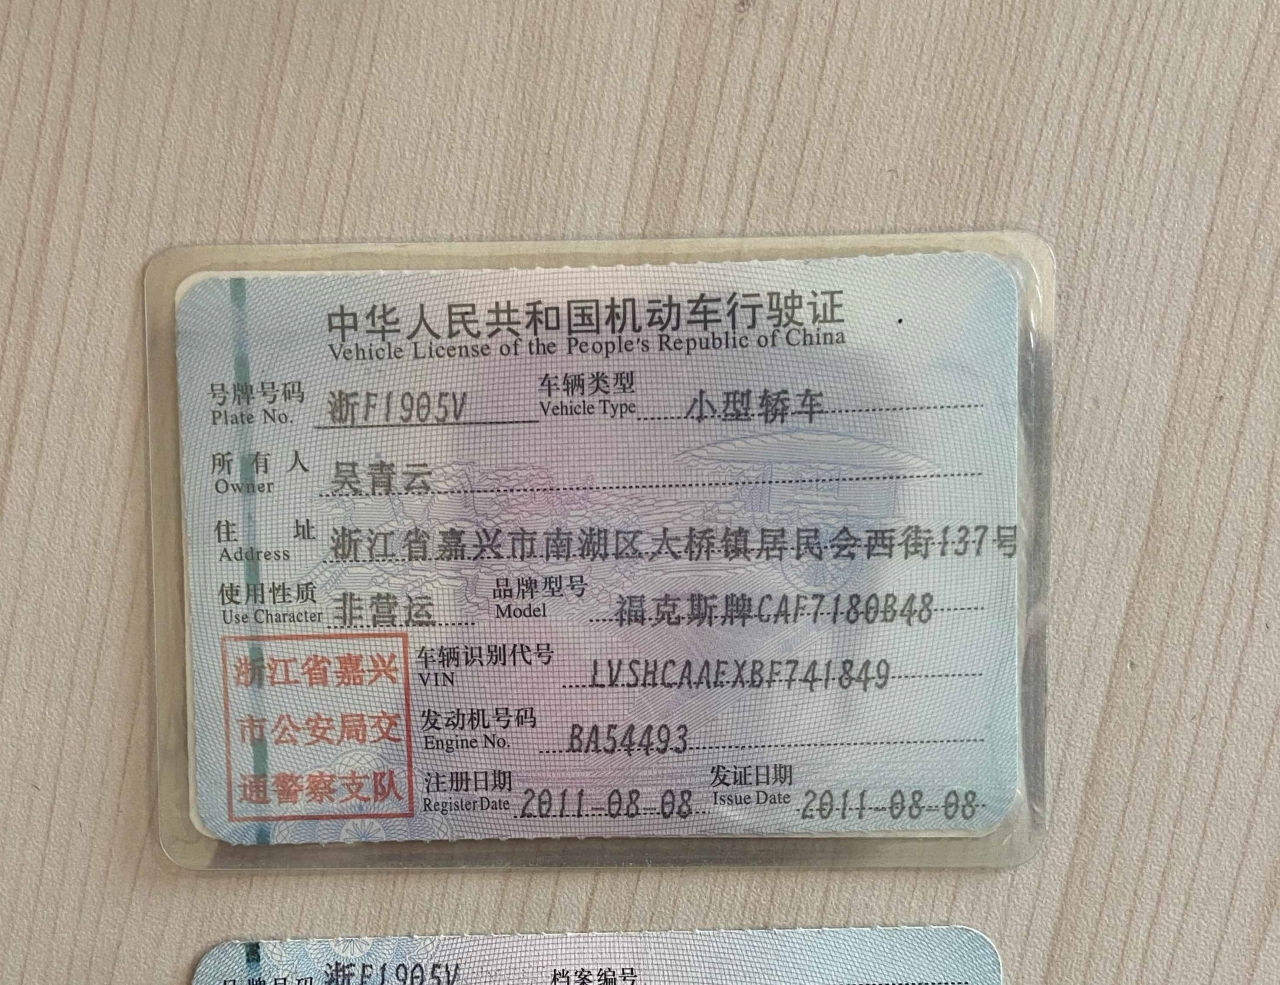 中华人民共和国机动车行驶证
Vehicle License of the People's Republic of China
号牌号码 浙F1905V 车辆类型 小型轿车
Plate No. Vehicle Type
所有人 吴青云
Owner
住址 浙江省嘉兴市南湖区大桥镇居民会西街137号
Address
使用性质 非营运 品牌型号 福克斯牌CAF7180B48
Use Character Model
浙江省嘉兴
市公安局交
通警察支队
车辆识别代号 LVSHCAAEXBF741849
VIN
发动机号码 BA54493
Engine No.
注册日期 2011-08-08 发证日期 2011-08-08
Register Date Issue Date
号牌号码 浙F1905V 档案编号